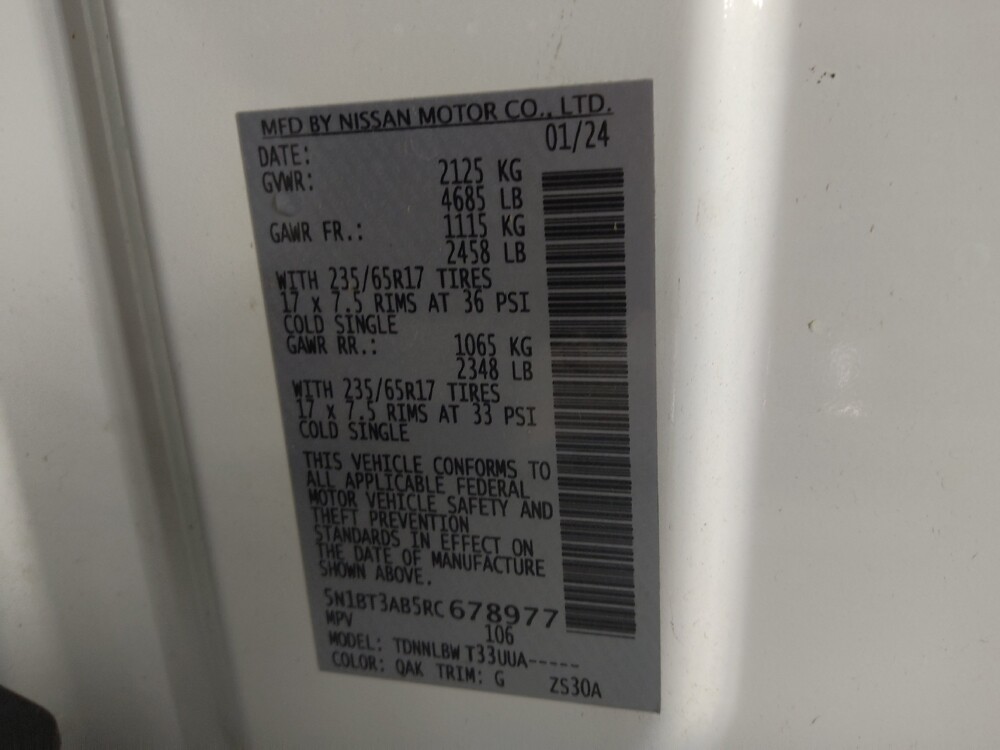 MFD BY NISSAN MOTOR CO., LTD.
DATE: 01/24
GVWR: 2125 KG
4685 LB
GAWR FR.: 1115 KG
2458 LB
WITH 235/65R17 TIRES
17 X 7.5 RIMS AT 36 PSI
COLD SINGLE
GAWR RR.: 1065 KG
2348 LB
WITH 235/65R17 TIRES
17 X 7.5 RIMS AT 33 PSI
COLD SINGLE
THIS VEHICLE CONFORMS TO
ALL APPLICABLE FEDERAL
MOTOR VEHICLE SAFETY AND
THEFT PREVENTION
STANDARDS IN EFFECT ON
THE DATE OF MANUFACTURE
SHOWN ABOVE.
5N1BT3AB5RC678977
MPV 106
MODEL: TDNNLBW T33UUA-----
COLOR: QAK TRIM: G ZS30A